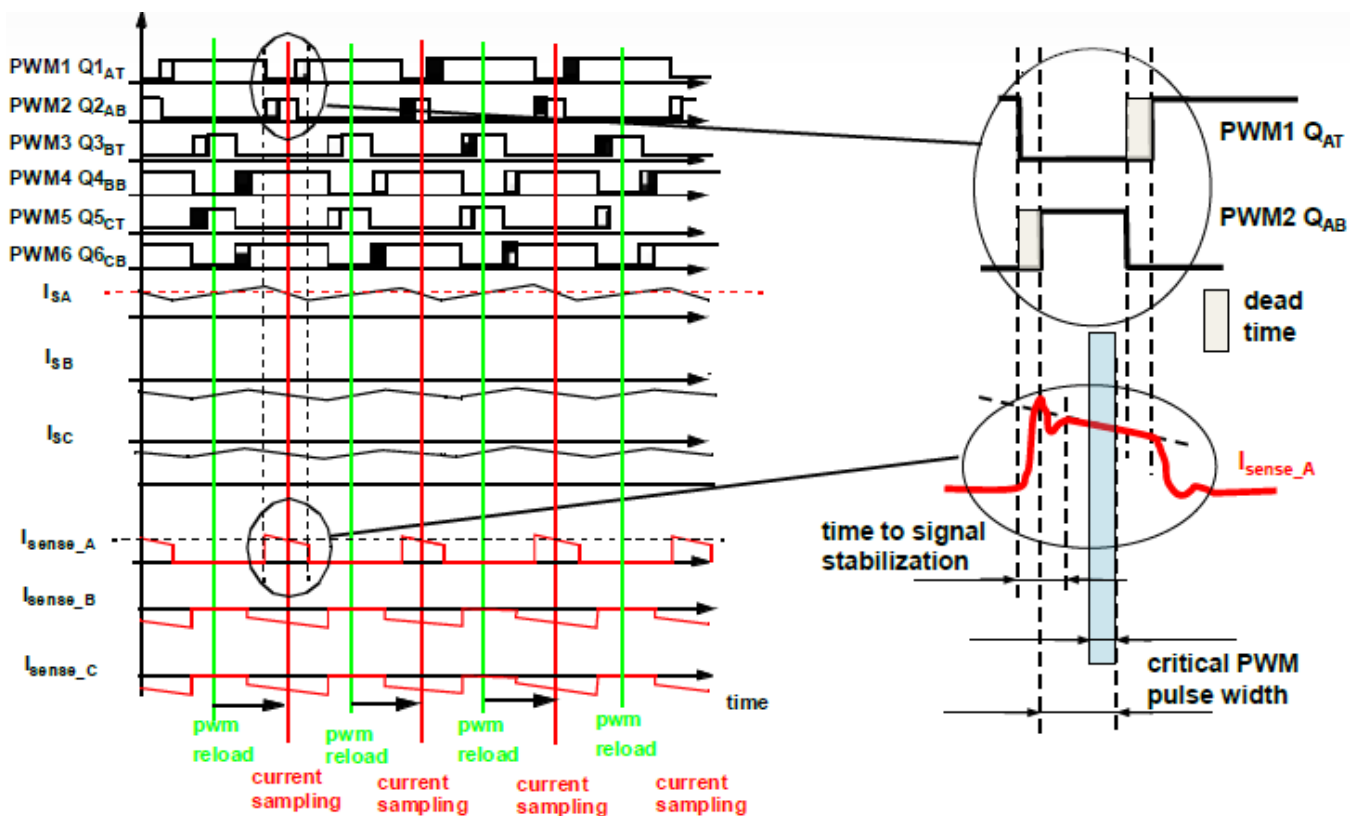 PWM1 Q1AT
PWM2 Q2AB
PWM3 Q3BT
PWM4 Q4BB
PWM5 Q5CT
PWM6 Q6CB
ISA
ISB
ISC
Isense_A
Isense_B
Isense_C
time
pwm
reload
pwm
reload
pwm
reload
pwm
reload
current
sampling
current
sampling
current
sampling
current
sampling
PWM1 QAT
PWM2 QAB
dead
time
Isense_A
time to signal
stabilization
critical PWM
pulse width